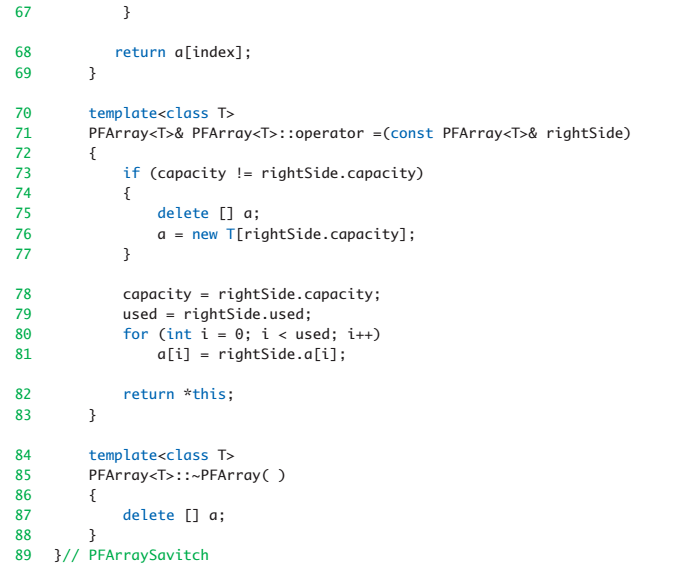 67 }
68 return a[index];
69 }
70 template<class T>
71 PFArray<T>& PFArray<T>::operator =(const PFArray<T>& rightSide)
72 {
73 if (capacity != rightSide.capacity)
74 {
75 delete [] a;
76 a = new T[rightSide.capacity];
77 }
78 capacity = rightSide.capacity;
79 used = rightSide.used;
80 for (int i = 0; i < used; i++)
81 a[i] = rightSide.a[i];
82 return *this;
83 }
84 template<class T>
85 PFArray<T>::~PFArray( )
86 {
87 delete [] a;
88 }
89 }// PFArraySavitch